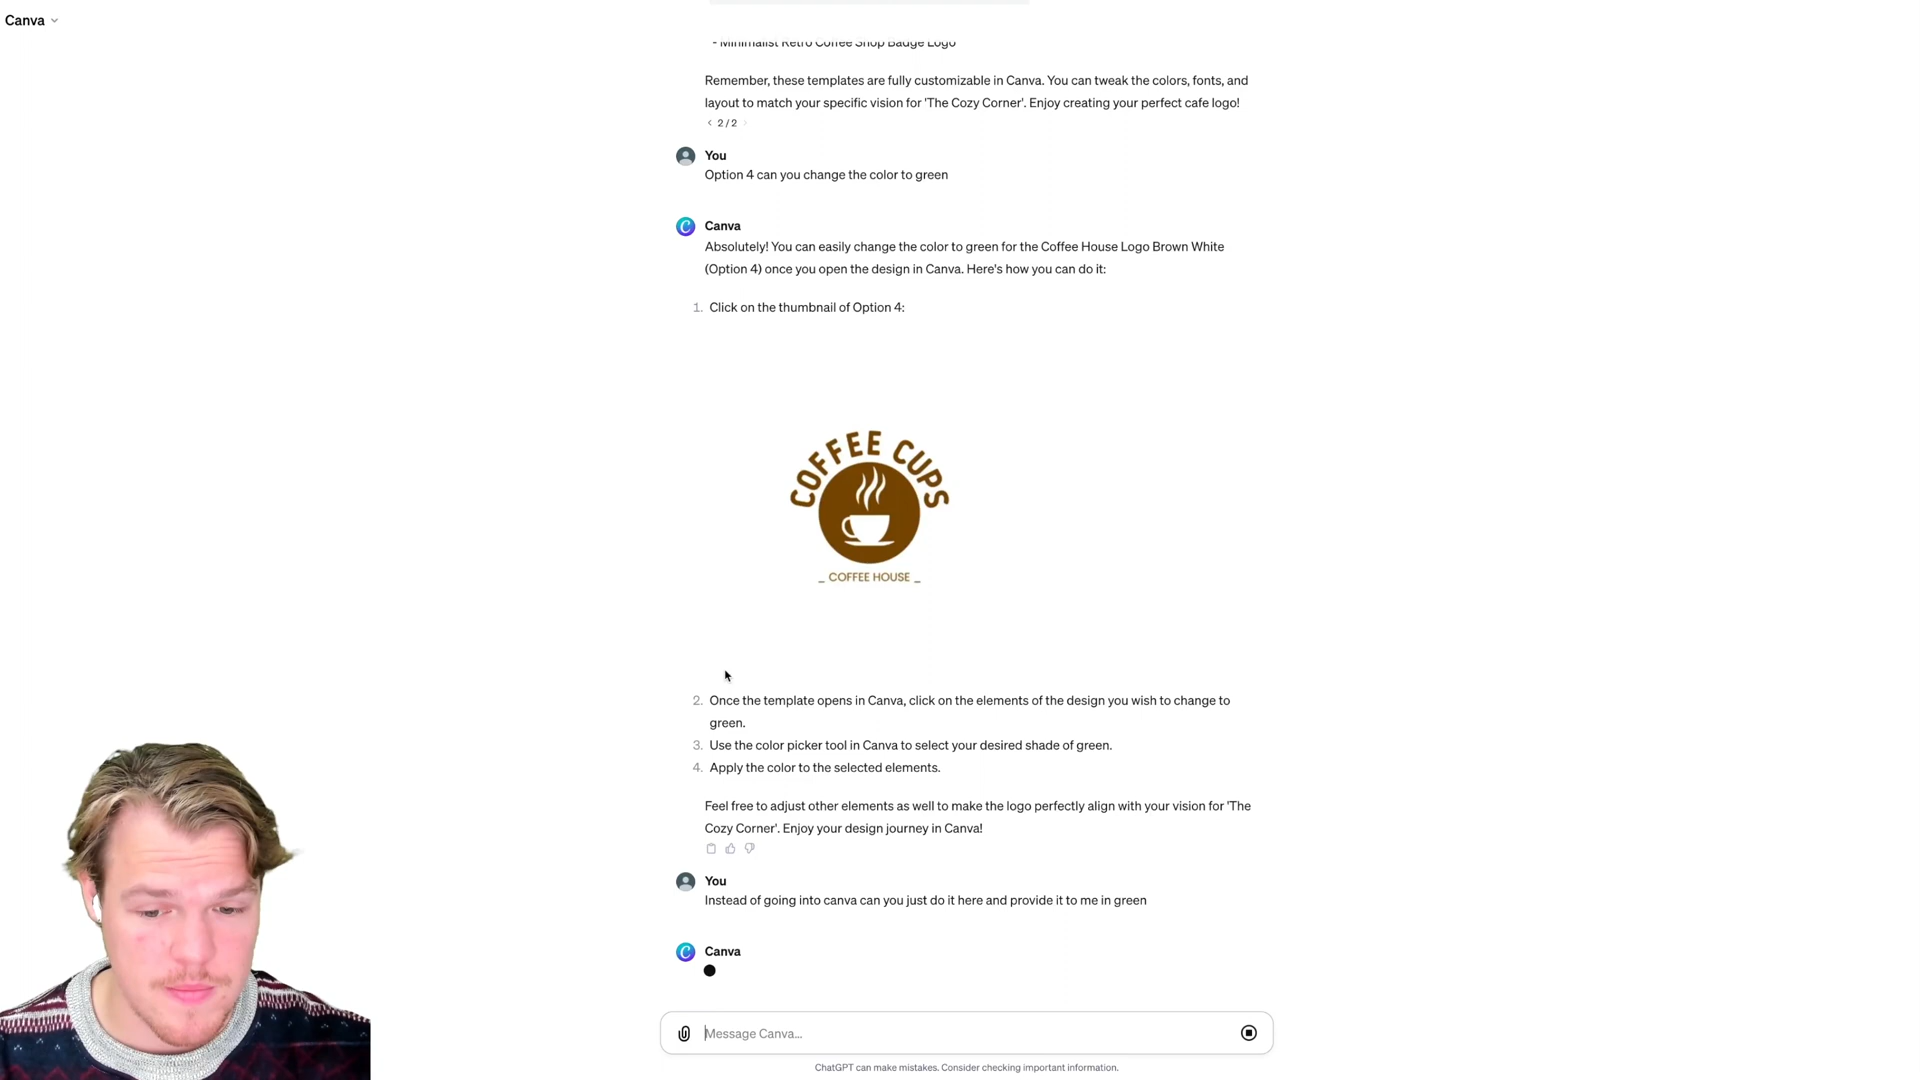 Canva
- Minimalist Retro Coffee Shop Badge Logo
Remember, these templates are fully customizable in Canva. You can tweak the colors, fonts, and
layout to match your specific vision for 'The Cozy Corner'. Enjoy creating your perfect cafe logo!
2 / 2
You
Option 4 can you change the color to green
Canva
Absolutely! You can easily change the color to green for the Coffee House Logo Brown White
(Option 4) once you open the design in Canva. Here's how you can do it:
1. Click on the thumbnail of Option 4:
COFFEE CUPS
_ COFFEE HOUSE _
2. Once the template opens in Canva, click on the elements of the design you wish to change to
green.
3. Use the color picker tool in Canva to select your desired shade of green.
4. Apply the color to the selected elements.
Feel free to adjust other elements as well to make the logo perfectly align with your vision for 'The
Cozy Corner'. Enjoy your design journey in Canva!
You
Instead of going into canva can you just do it here and provide it to me in green
Canva
Message Canva...
ChatGPT can make mistakes. Consider checking important information.